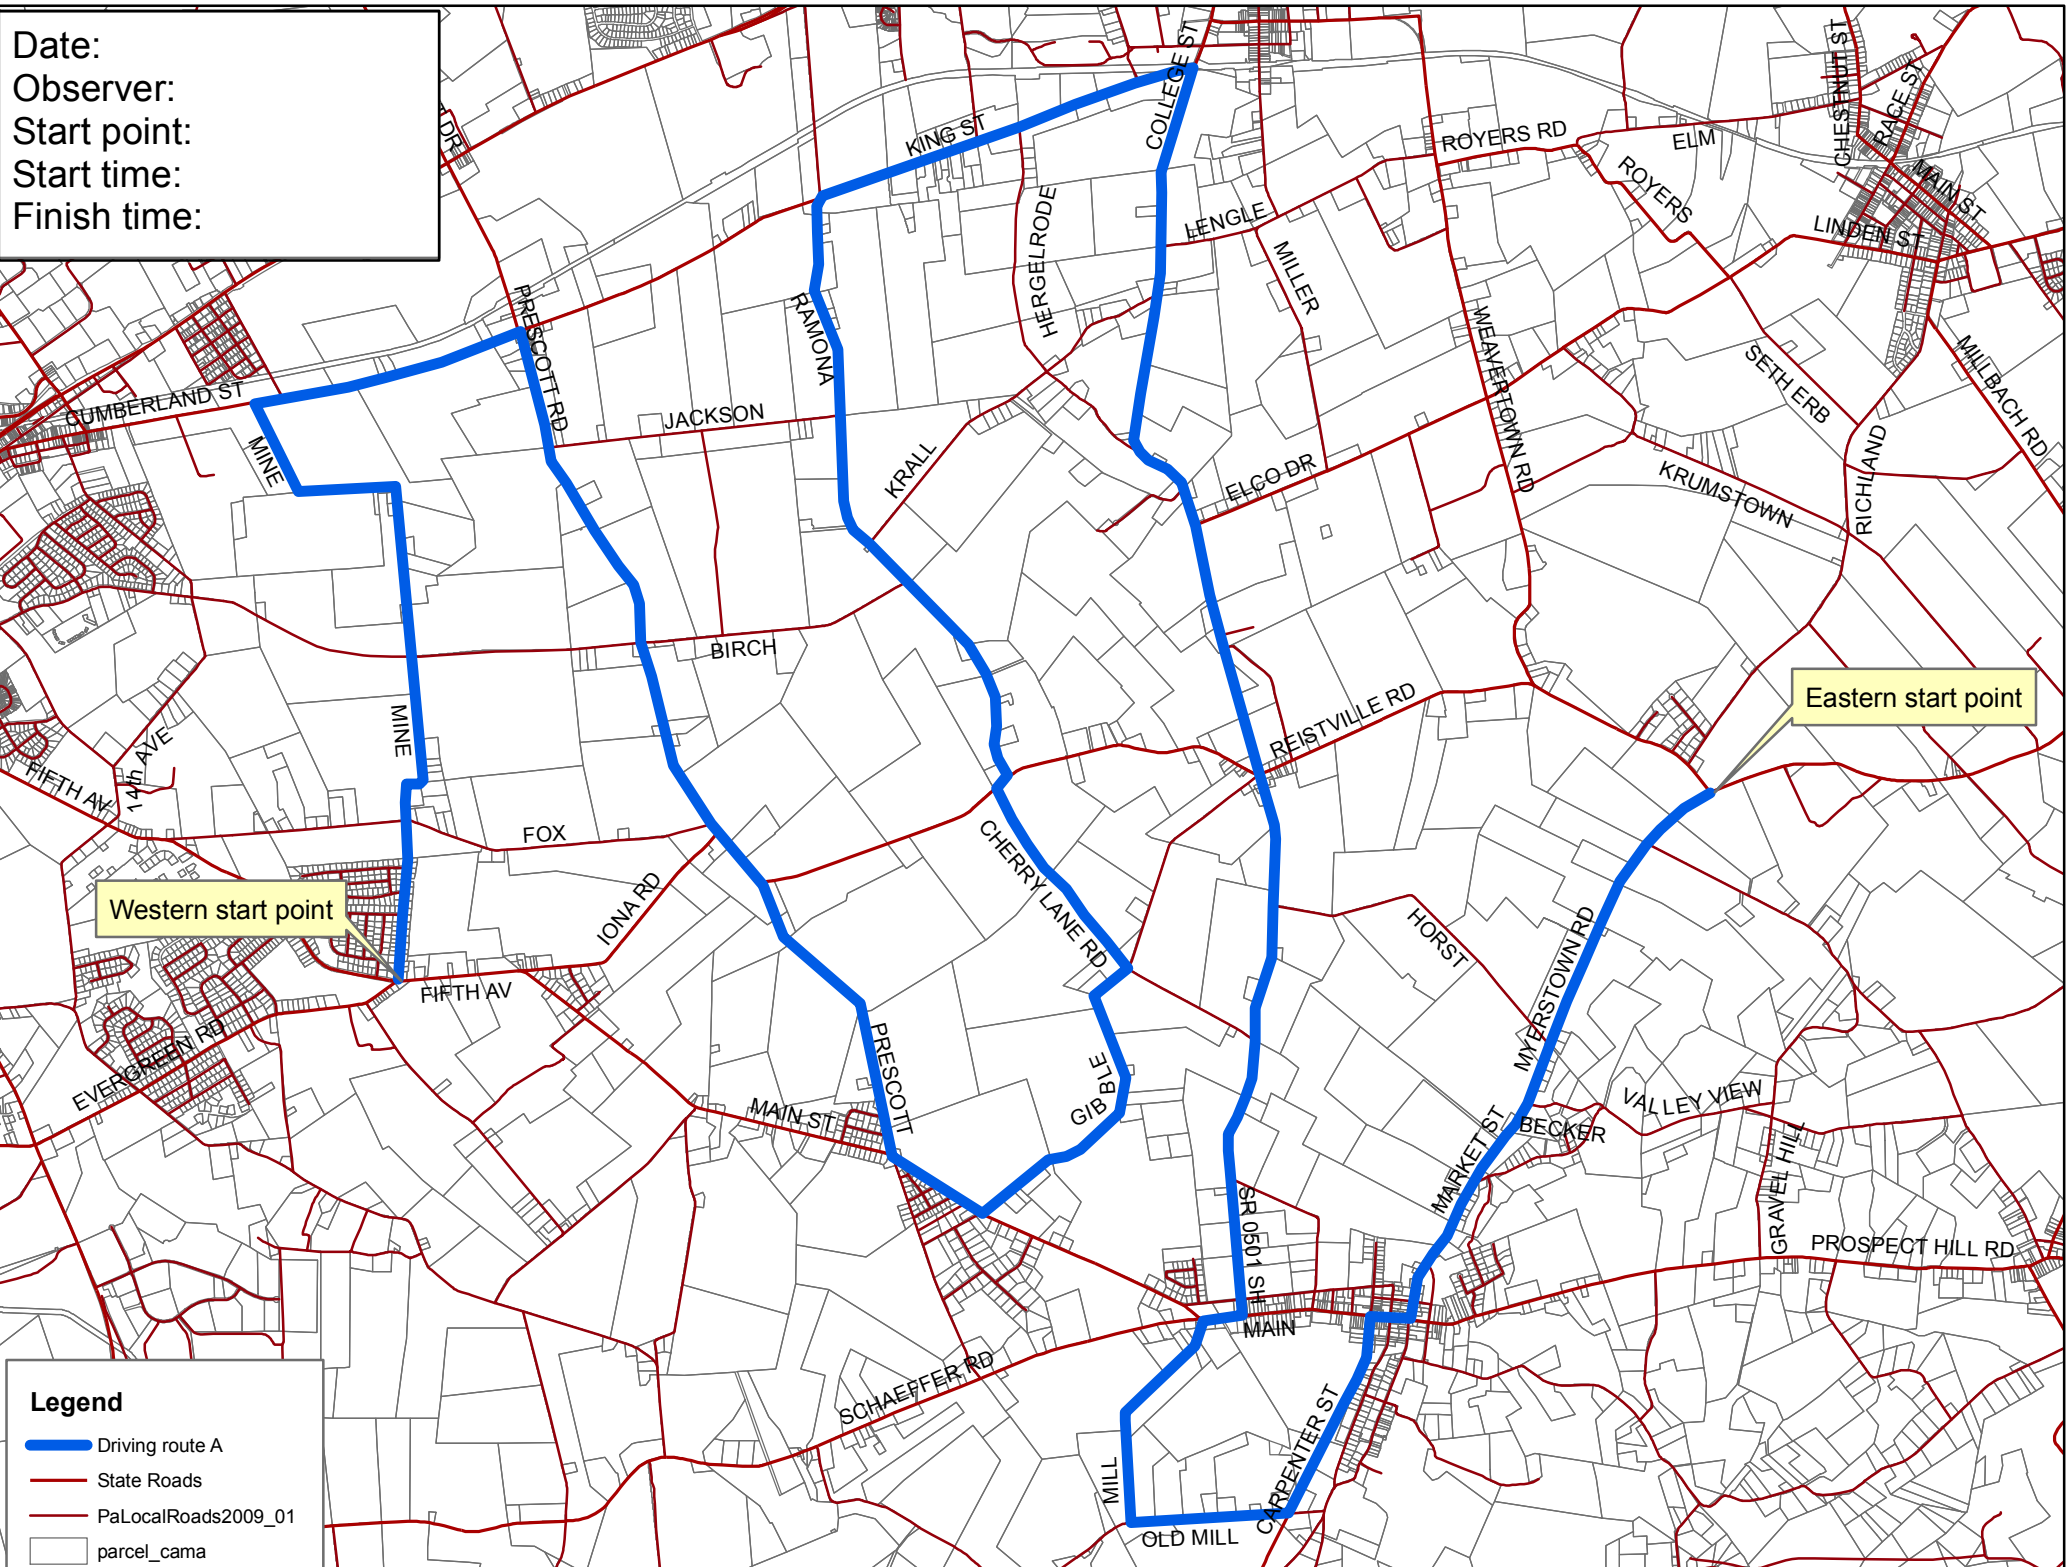 Date:
Observer:
Start point:
Start time:
Finish time:
DR
COLLEGE ST
KING ST
ROYERS RD
ELM
CHESTNUT ST
RACE ST
MAIN ST
ROYERS
LINDEN ST
HERGELRODE
LENGLE
MILLER
PRESCOTT RD
RAMONA
WEAVERTOWN RD
SETH ERB
MILLBACH RD
CUMBERLAND ST
MINE
JACKSON
KRALL
ELCO DR
KRUMSTOWN
RICHLAND
BIRCH
MINE
REISTVILLE RD
Eastern start point
14th AVE
FIFTH AV
FOX
CHERRY LANE RD
IONA RD
Western start point
HORST
MYERSTOWN RD
FIFTH AV
EVERGREEN RD
PRESCOTT
GIBBLE
MAIN ST
VALLEY VIEW
BECKER
MARKET ST
GRAVEL HILL
SR 0501 SH
PROSPECT HILL RD
MAIN
SCHAEFFER RD
CARPENTER ST
MILL
OLD MILL
Legend
Driving route A
State Roads
PaLocalRoads2009_01
parcel_cama